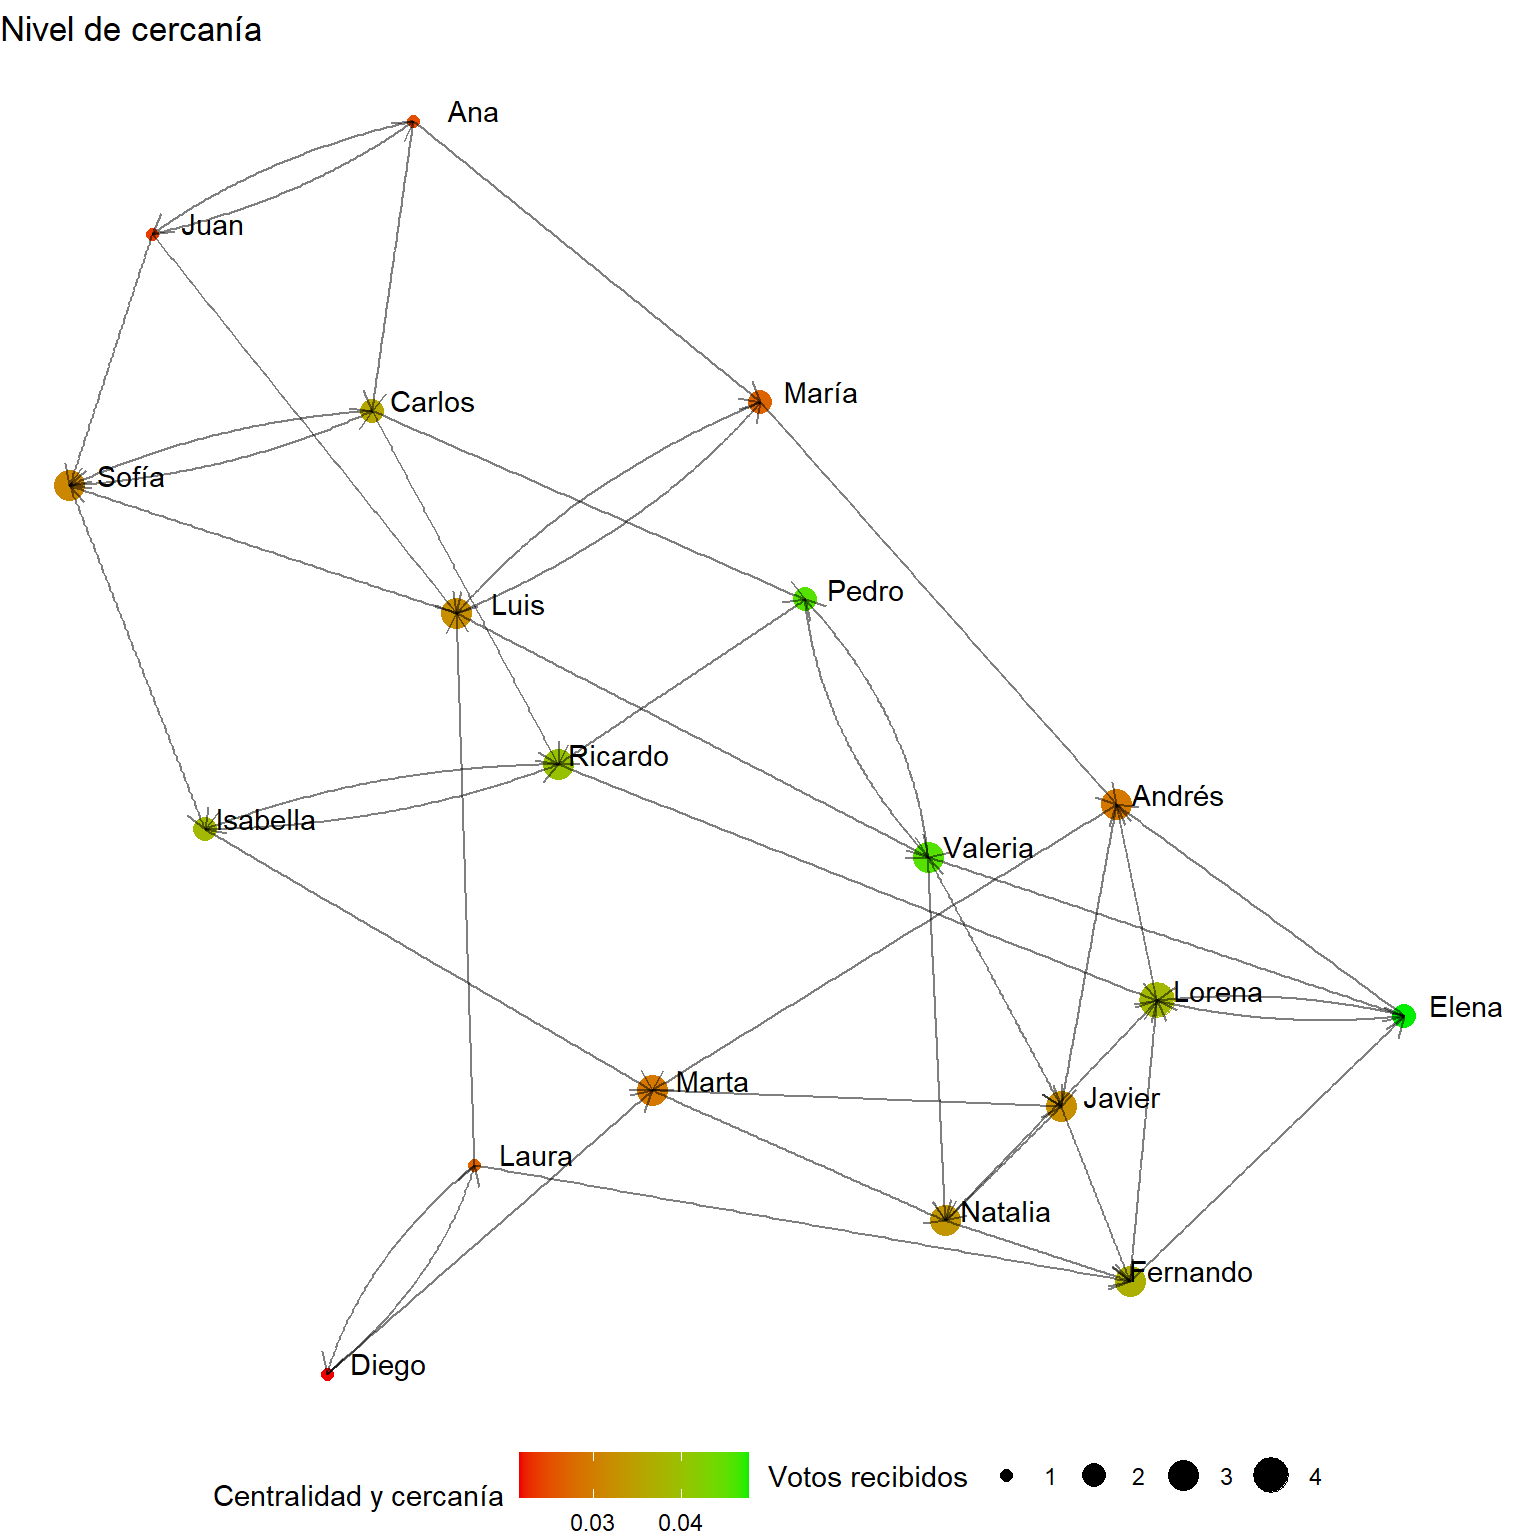 Nivel de cercanía
Ana
Juan
Carlos
María
Sofía
Pedro
Luis
Ricardo
Andrés
Isabella
Valeria
Lorena
Elena
Marta
Javier
Laura
Natalia
Fernando
Diego
Centralidad y cercanía
0.03 0.04
Votos recibidos 1 2 3 4